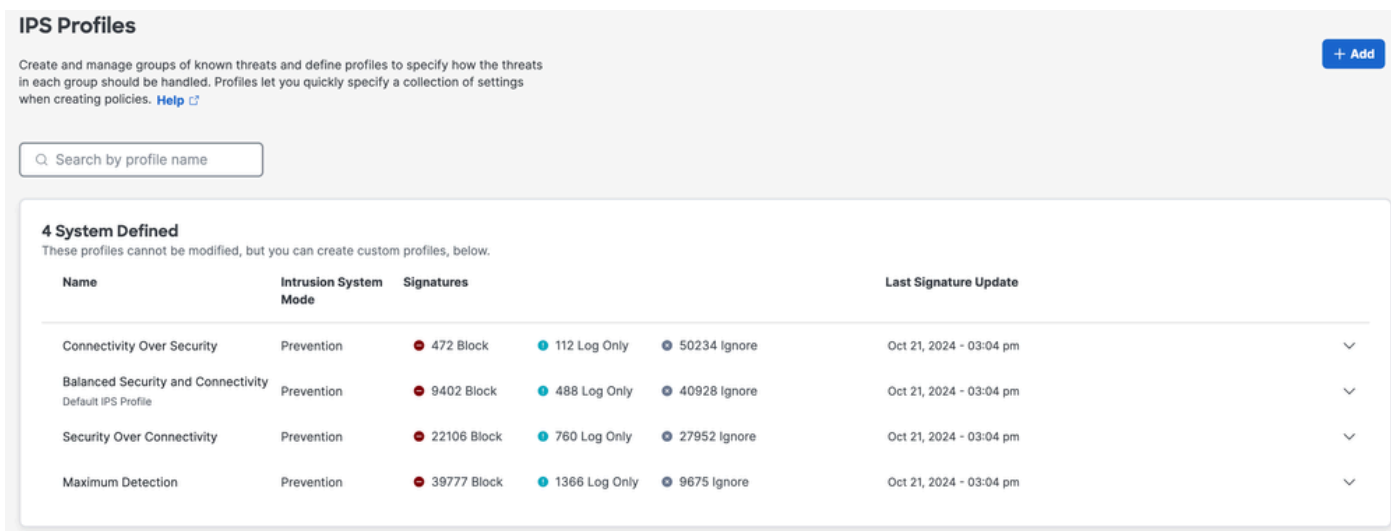 IPS Profiles
Create and manage groups of known threats and define profiles to specify how the threats
in each group should be handled. Profiles let you quickly specify a collection of settings
when creating policies. Help
+ Add
Search by profile name
4 System Defined
These profiles cannot be modified, but you can create custom profiles, below.
Name Intrusion System Mode Signatures Last Signature Update
Connectivity Over Security Prevention 472 Block 112 Log Only 50234 Ignore Oct 21, 2024 - 03:04 pm
Balanced Security and Connectivity
Default IPS Profile
Prevention 9402 Block 488 Log Only 40928 Ignore Oct 21, 2024 - 03:04 pm
Security Over Connectivity Prevention 22106 Block 760 Log Only 27952 Ignore Oct 21, 2024 - 03:04 pm
Maximum Detection Prevention 39777 Block 1366 Log Only 9675 Ignore Oct 21, 2024 - 03:04 pm